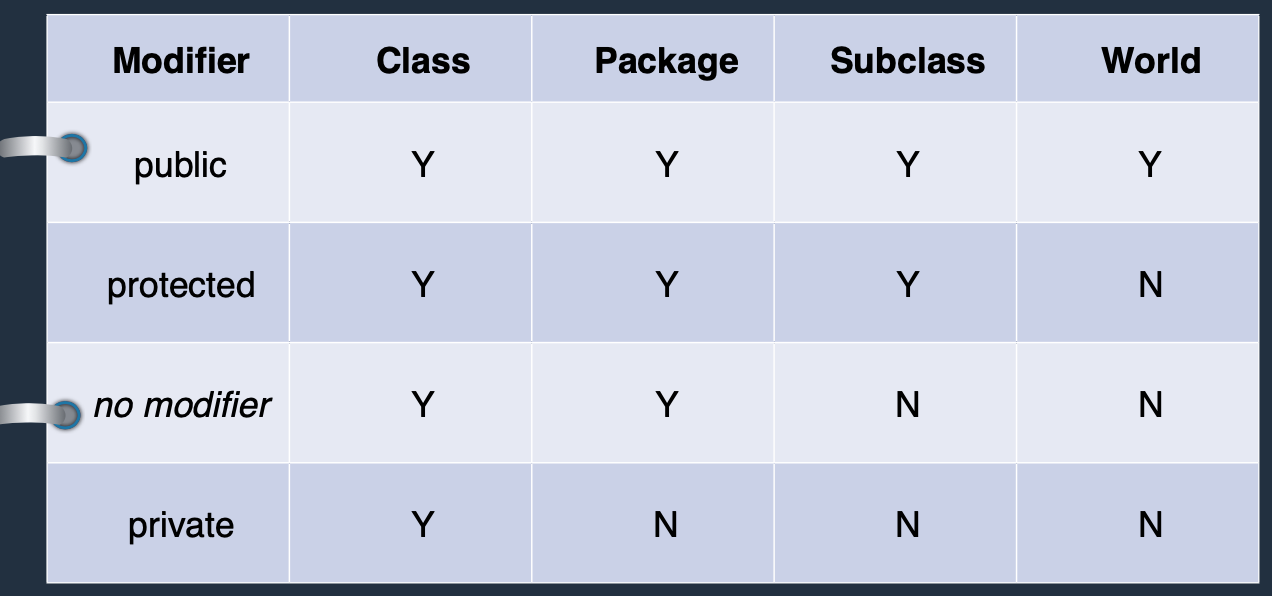 Modifier Class Package Subclass World
public Y Y Y Y
protected Y Y Y N
no modifier Y Y N N
private Y N N N